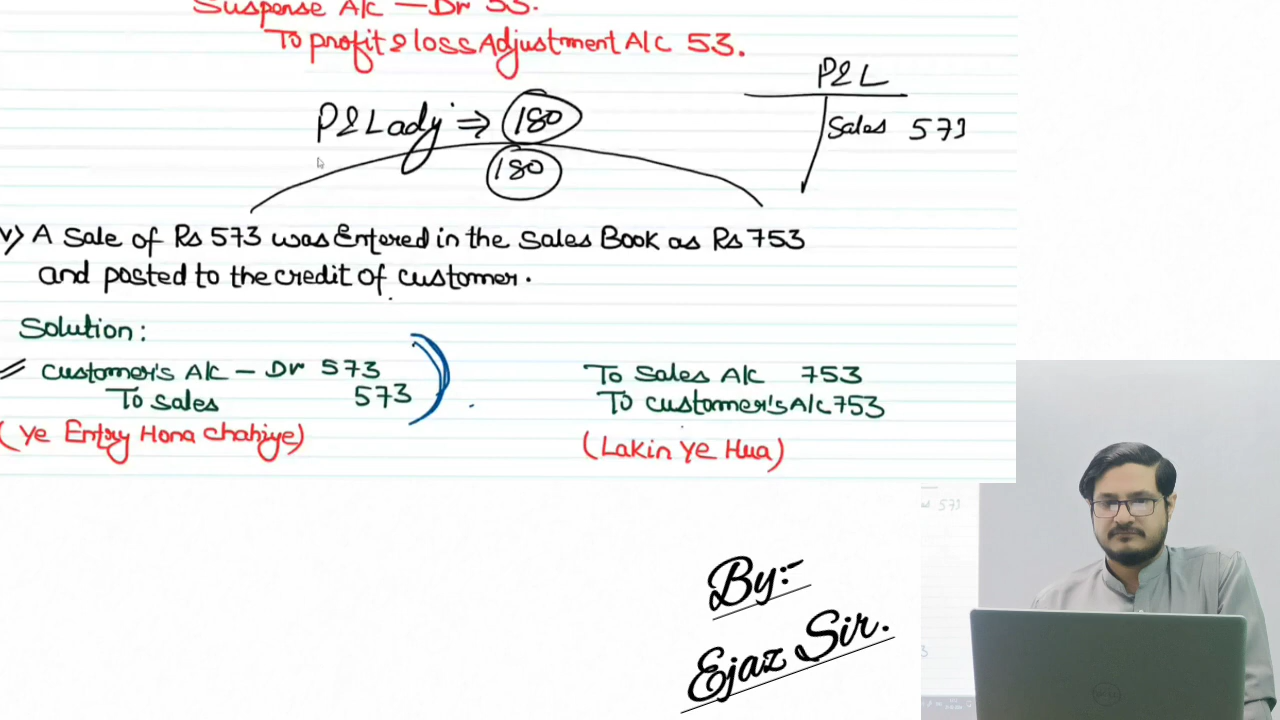 Suspense A/c — Dr 53.
To profit & loss Adjustment A/c 53.
P&L adj ⇒ 180
180
P&L
Sales 573
v) A Sale of Rs 573 was Entered in the Sales Book as Rs 753
and posted to the credit of customer.
Solution:
customer's A/c — Dr 573
To sales 573
(Ye Entry Hona Chahiye)
To Sales A/c 753
To customer's A/c 753
(Lakin Ye Hua)
By:-
Ejaz Sir.